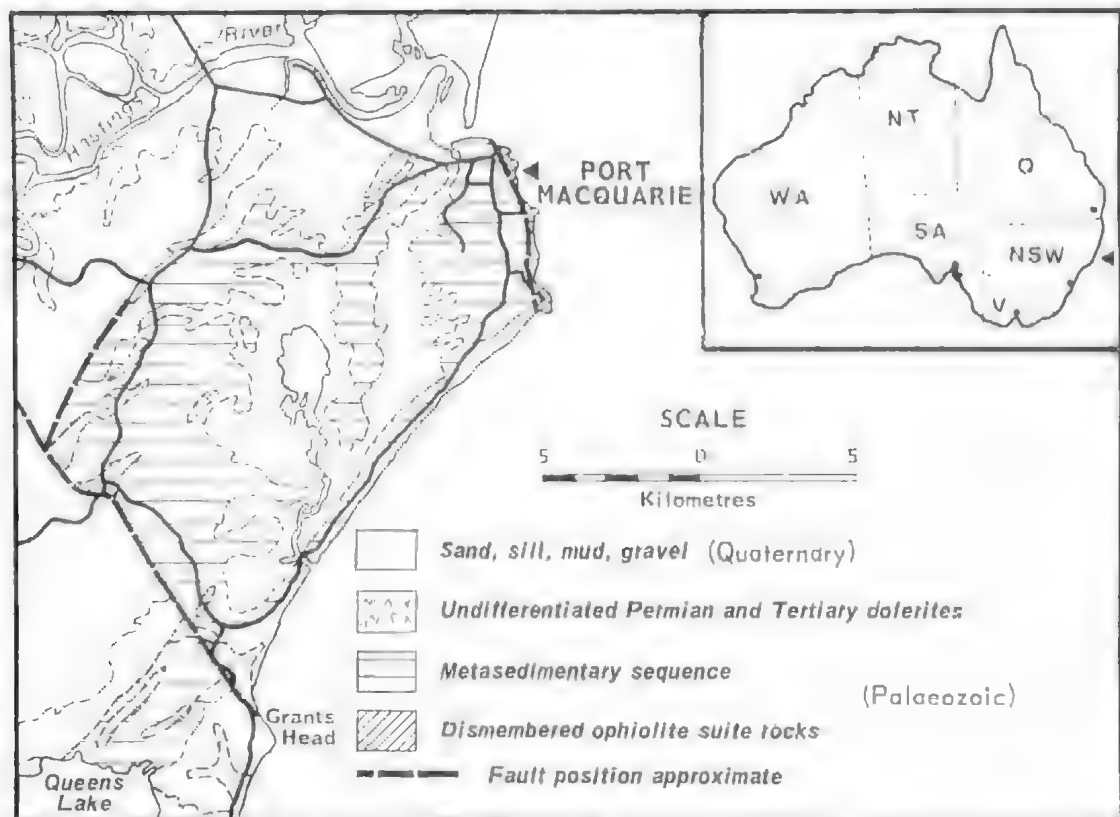 River
Hastings
PORT
MACQUARIE
NT
WA
Q
SA
NSW
V
SCALE
5 0 5
Kilometres
Sand, sill, mud, gravel (Quaternary)
Undifferentiated Permian and Tertiary dolerites
Metasedimentary sequence
(Palaeozoic)
Dismembered ophiolite suite rocks
Fault position approximate
Grants
Head
Queens
Lake